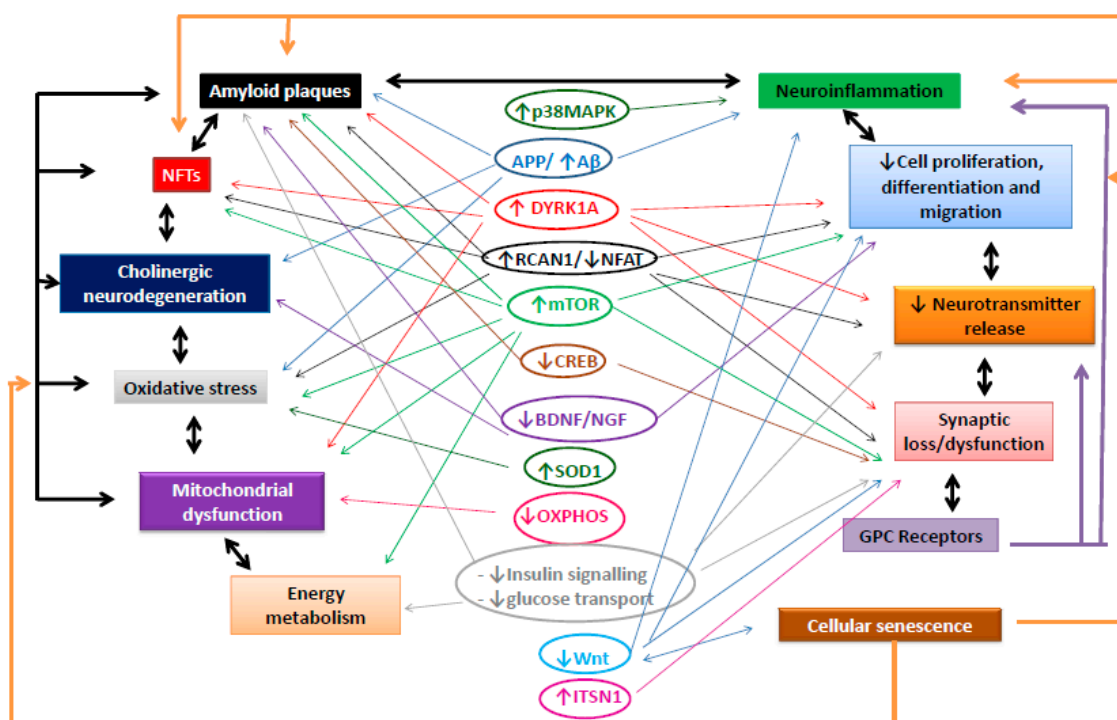 Amyloid plaques
NFTs
Cholinergic
neurodegeneration
Oxidative stress
Mitochondrial
dysfunction
Energy
metabolism
↑p38MAPK
APP/ ↑Aβ
↑ DYRK1A
↑RCAN1/↓NFAT
↑mTOR
↓CREB
↓BDNF/NGF
↑SOD1
↓OXPHOS
- ↓Insulin signalling
- ↓glucose transport
↓Wnt
↑ITSN1
Neuroinflammation
↓Cell proliferation,
differentiation and
migration
↓ Neurotransmitter
release
Synaptic
loss/dysfunction
GPC Receptors
Cellular senescence